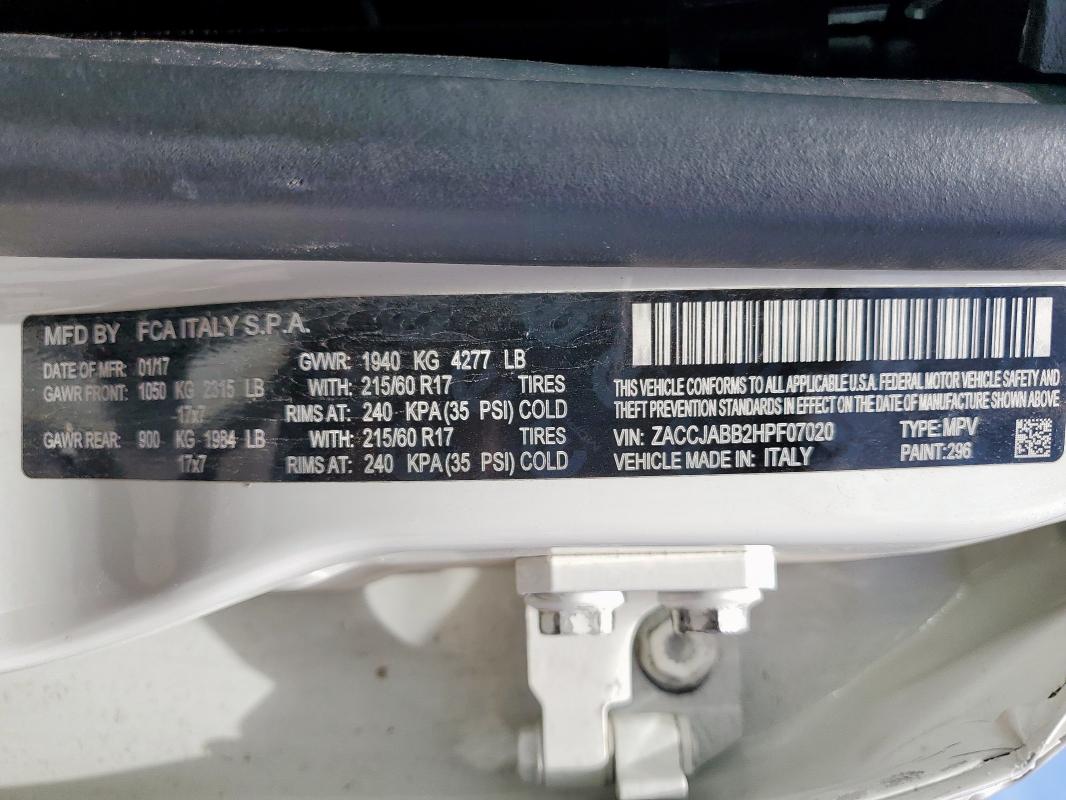 MFD BY FCA ITALY S.P.A.
DATE OF MFR: 01/17 GVWR: 1940 KG 4277 LB
GAWR FRONT: 1050 KG 2315 LB WITH: 215/60 R17 TIRES
17x7 RIMS AT: 240 KPA (35 PSI) COLD
GAWR REAR: 900 KG 1984 LB WITH: 215/60 R17 TIRES
17x7 RIMS AT: 240 KPA (35 PSI) COLD
THIS VEHICLE CONFORMS TO ALL APPLICABLE U.S.A. FEDERAL MOTOR VEHICLE SAFETY AND
THEFT PREVENTION STANDARDS IN EFFECT ON THE DATE OF MANUFACTURE SHOWN ABOVE
VIN: ZACCJABB2HPF07020 TYPE: MPV
VEHICLE MADE IN: ITALY PAINT:296